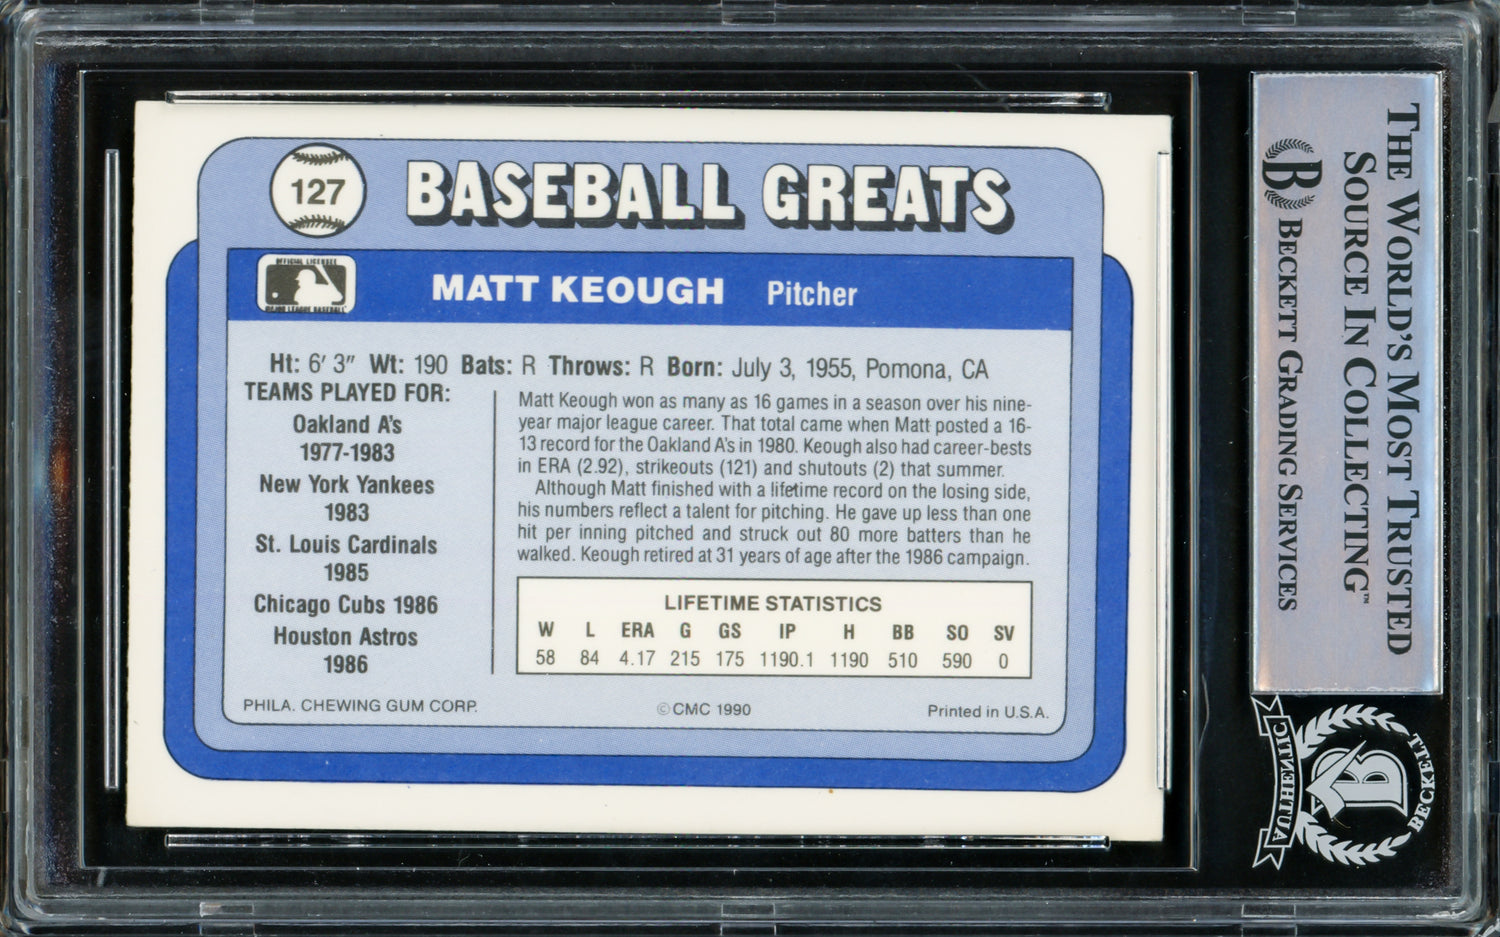 127
BASEBALL GREATS
OFFICIAL LICENSEE
MAJOR LEAGUE BASEBALL
MATT KEOUGH Pitcher
Ht: 6' 3" Wt: 190 Bats: R Throws: R Born: July 3, 1955, Pomona, CA
TEAMS PLAYED FOR:
Oakland A's
1977-1983
New York Yankees
1983
St. Louis Cardinals
1985
Chicago Cubs 1986
Houston Astros
1986
Matt Keough won as many as 16 games in a season over his nine-
year major league career. That total came when Matt posted a 16-
13 record for the Oakland A's in 1980. Keough also had career-bests
in ERA (2.92), strikeouts (121) and shutouts (2) that summer.
Although Matt finished with a lifetime record on the losing side,
his numbers reflect a talent for pitching. He gave up less than one
hit per inning pitched and struck out 80 more batters than he
walked. Keough retired at 31 years of age after the 1986 campaign.
LIFETIME STATISTICS
W L ERA G GS IP H BB SO SV
58 84 4.17 215 175 1190.1 1190 510 590 0
PHILA. CHEWING GUM CORP.
©CMC 1990
Printed in U.S.A.
THE WORLD'S MOST TRUSTED
SOURCE IN COLLECTING™
B BECKETT GRADING SERVICES
BECKETT
B
AUTHENTIC